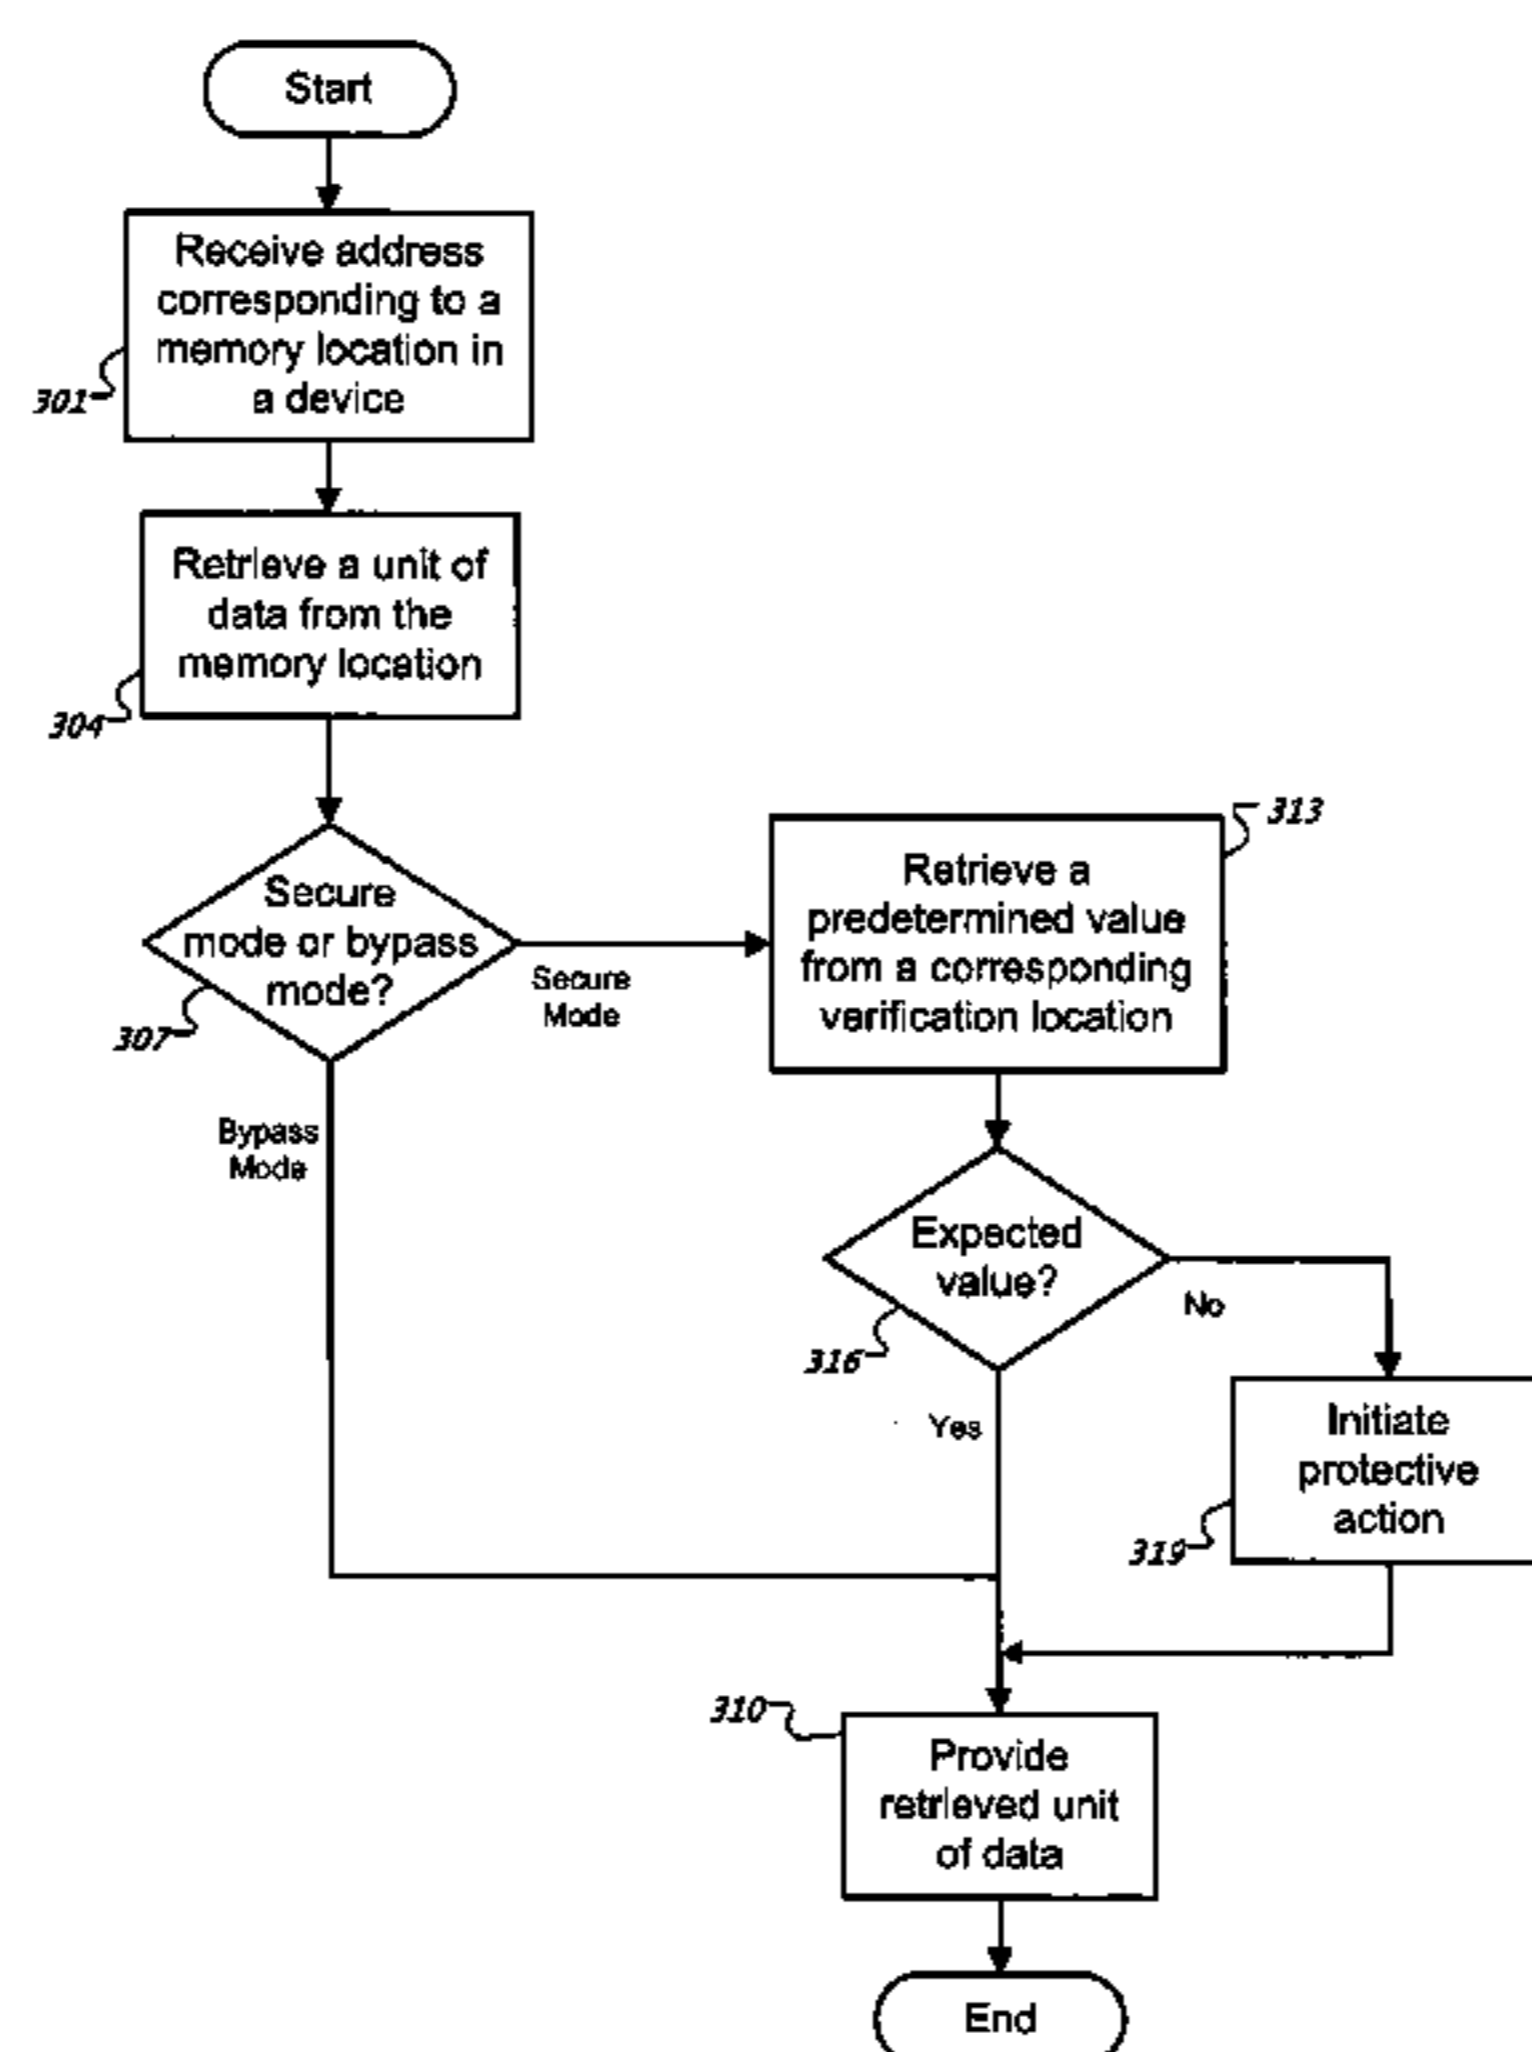 Start
Receive address
corresponding to a
memory location in
a device
301
Retrieve a unit of
data from the
memory location
304
Secure
mode or bypass
mode?
307
Secure
Mode
Bypass
Mode
313
Retrieve a
predetermined value
from a corresponding
verification location
Expected
value?
316
No
Yes
Initiate
protective
action
319
310
Provide
retrieved unit
of data
End